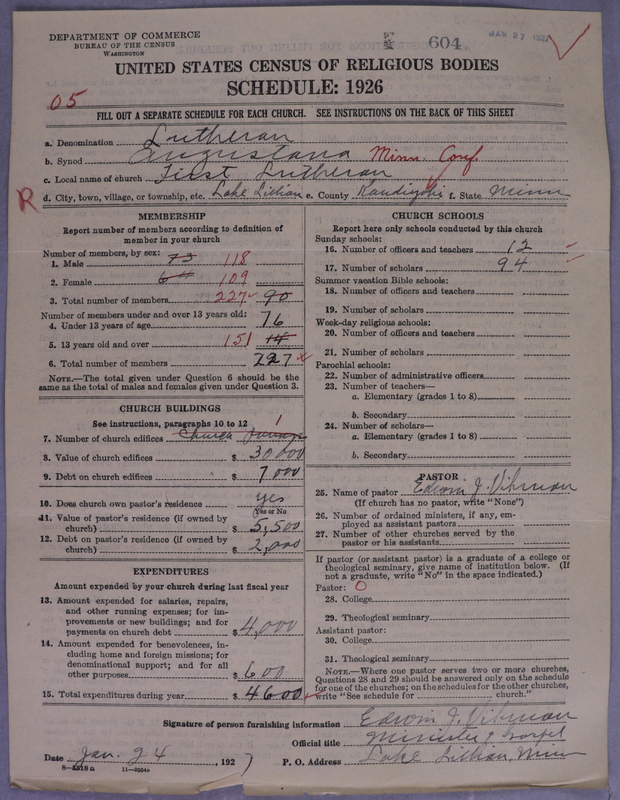 DEPARTMENT OF COMMERCE
BUREAU OF THE CENSUS
WASHINGTON
604
JAN 27 192
UNITED STATES CENSUS OF RELIGIOUS BODIES
SCHEDULE: 1926
05
FILL OUT A SEPARATE SCHEDULE FOR EACH CHURCH. SEE INSTRUCTIONS ON THE BACK OF THIS SHEET
a. Denomination Lutheran
b. Synod Augustana Minn. Conf.
c. Local name of church First Lutheran
R d. City, town, village, or township, etc. Lake Lillian e. County Kandiyohi f. State Minn
MEMBERSHIP
Report number of members according to definition of member in your church
Number of members, by sex:
1. Male 73 118
2. Female 64 109
3. Total number of members 227 90
Number of members under and over 13 years old:
4. Under 13 years of age 76
5. 13 years old and over 151 14
6. Total number of members 227
NOTE.—The total given under Question 6 should be the same as the total of males and females given under Question 3.
CHURCH BUILDINGS
See instructions, paragraphs 10 to 12
7. Number of church edifices Church 1
8. Value of church edifices $ 30,000
9. Debt on church edifices $ 7,000
10. Does church own pastor's residence yes
Yes or No
11. Value of pastor's residence (if owned by church) $ 5,500
12. Debt on pastor's residence (if owned by church) $ 2,000
EXPENDITURES
Amount expended by your church during last fiscal year
13. Amount expended for salaries, repairs, and other running expense; for improvements or new buildings; and for payments on church debt $ 4,000
14. Amount expended for benevolences, including home and foreign missions; for denominational support; and for all other purposes $ 600
15. Total expenditures during year $ 4600
CHURCH SCHOOLS
Report here only schools conducted by this church
Sunday schools:
16. Number of officers and teachers 12
17. Number of scholars 94
Summer vacation Bible schools:
18. Number of officers and teachers
19. Number of scholars
Week-day religious schools:
20. Number of officers and teachers
21. Number of scholars
Parochial schools:
22. Number of administrative officers
23. Number of teachers—
a. Elementary (grades 1 to 8)
b. Secondary
24. Number of scholars—
a. Elementary (grades 1 to 8)
b. Secondary
PASTOR
25. Name of pastor Edwin J. Vikman
(If church has no pastor, write "None")
26. Number of ordained ministers, if any, employed as assistant pastors
27. Number of other churches served by the pastor or his assistants
If pastor (or assistant pastor) is a graduate of a college or theological seminary, give name of institution below. (If not a graduate, write "No" in the space indicated.)
Pastor: O
28. College
29. Theological seminary
Assistant pastor:
30. College
31. Theological seminary
NOTE.—Where one pastor serves two or more churches, Questions 28 and 29 should be answered only on the schedule for one of the churches; on the schedules for the other churches, write "See schedule for church."
Signature of person furnishing information Edwin J. Vikman
Official title Minister of Gospel
Date Jan. 24, 1927 P. O. Address Lake Lillian, Minn